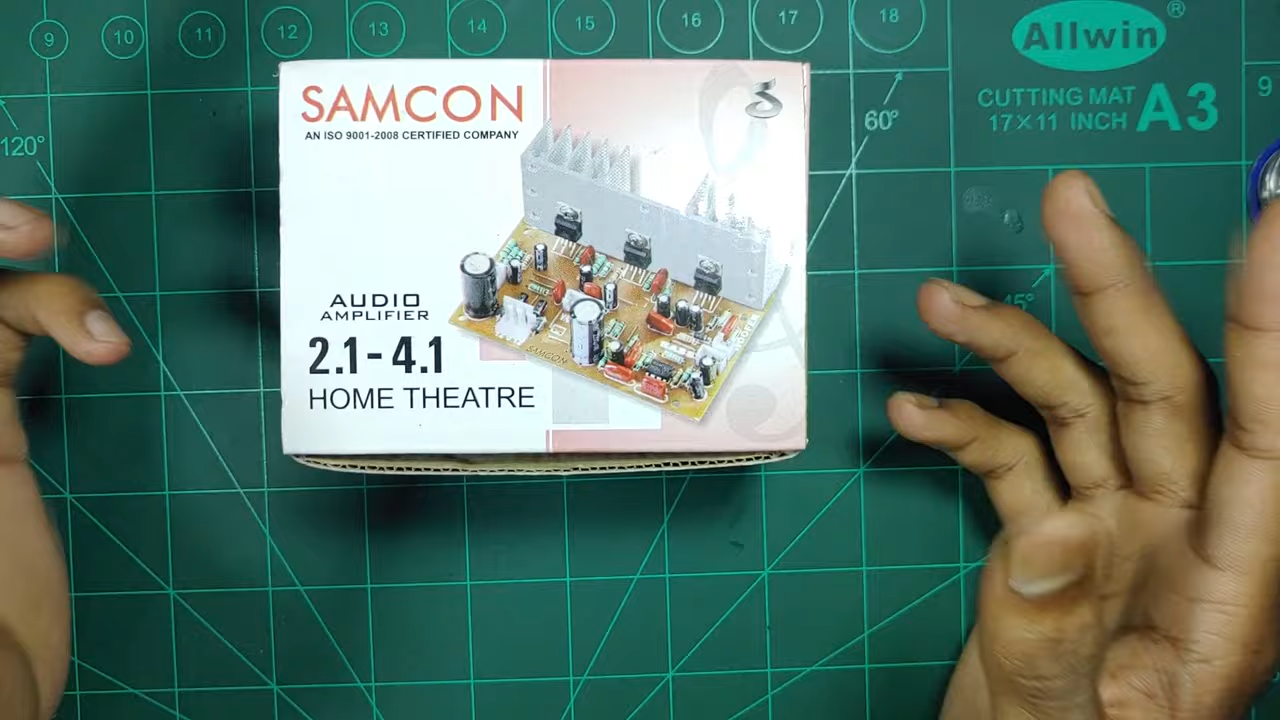 9 10 11 12 13 14 15 16 17 18
Allwin®
CUTTING MAT A3
17×11 INCH
9
120°
60°
45°
SAMCON
AN ISO 9001-2008 CERTIFIED COMPANY
AUDIO
AMPLIFIER
2.1-4.1
HOME THEATRE
SAMCON